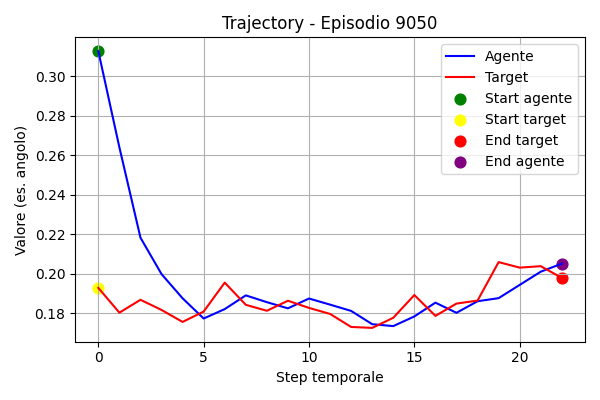 Trajectory - Episodio 9050
Agente
Target
Start agente
Start target
End target
End agente
Valore (es. angolo)
0.30
0.28
0.26
0.24
0.22
0.20
0.18
0
5
10
15
20
Step temporale